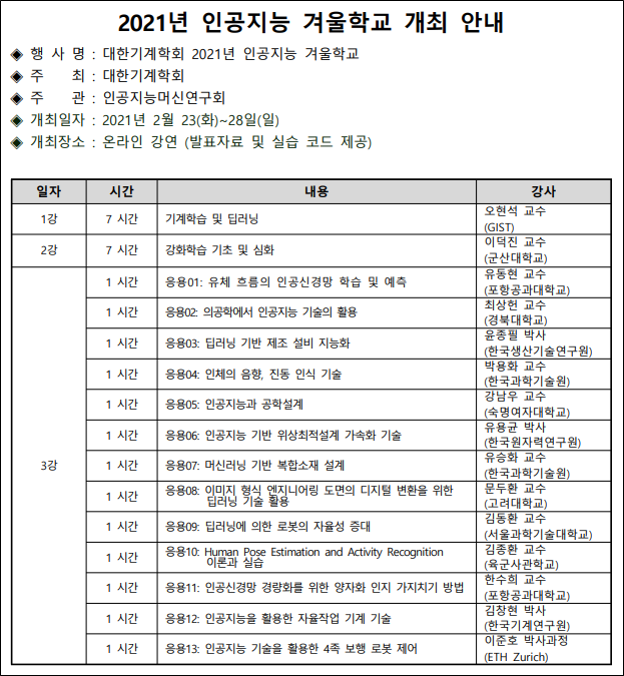 2021년 인공지능 겨울학교 개최 안내
◈ 행 사 명 : 대한기계학회 2021년 인공지능 겨울학교
◈ 주 최 : 대한기계학회
◈ 주 관 : 인공지능머신연구회
◈ 개최일자 : 2021년 2월 23(화)~28일(일)
◈ 개최장소 : 온라인 강연 (발표자료 및 실습 코드 제공)
일자 시간 내용 강사
1강 7 시간 기계학습 및 딥러닝 오현석 교수
(GIST)
2강 7 시간 강화학습 기초 및 심화 이덕진 교수
(군산대학교)
3강
1 시간 응용01: 유체 흐름의 인공신경망 학습 및 예측 유동현 교수
(포항공과대학교)
1 시간 응용02: 의공학에서 인공지능 기술의 활용 최상헌 교수
(경북대학교)
1 시간 응용03: 딥러닝 기반 제조 설비 지능화 윤종필 박사
(한국생산기술연구원)
1 시간 응용04: 인체의 음향, 진동 인식 기술 박용화 교수
(한국과학기술원)
1 시간 응용05: 인공지능과 공학설계 강남우 교수
(숙명여자대학교)
1 시간 응용06: 인공지능 기반 위상최적설계 가속화 기술 유용균 박사
(한국원자력연구원)
1 시간 응용07: 머신러닝 기반 복합소재 설계 유승화 교수
(한국과학기술원)
1 시간 응용08: 이미지 형식 엔지니어링 도면의 디지털 변환을 위한
딥러닝 기술 활용 문두환 교수
(고려대학교)
1 시간 응용09: 딥러닝에 의한 로봇의 자율성 증대 김동환 교수
(서울과학기술대학교)
1 시간 응용10: Human Pose Estimation and Activity Recognition
이론과 실습 김종환 교수
(육군사관학교)
1 시간 응용11: 인공신경망 경량화를 위한 양자화 인지 가지치기 방법 한수희 교수
(포항공과대학교)
1 시간 응용12: 인공지능을 활용한 자율작업 기계 기술 김창현 박사
(한국기계연구원)
1 시간 응용13: 인공지능 기술을 활용한 4족 보행 로봇 제어 이준호 박사과정
(ETH Zurich)